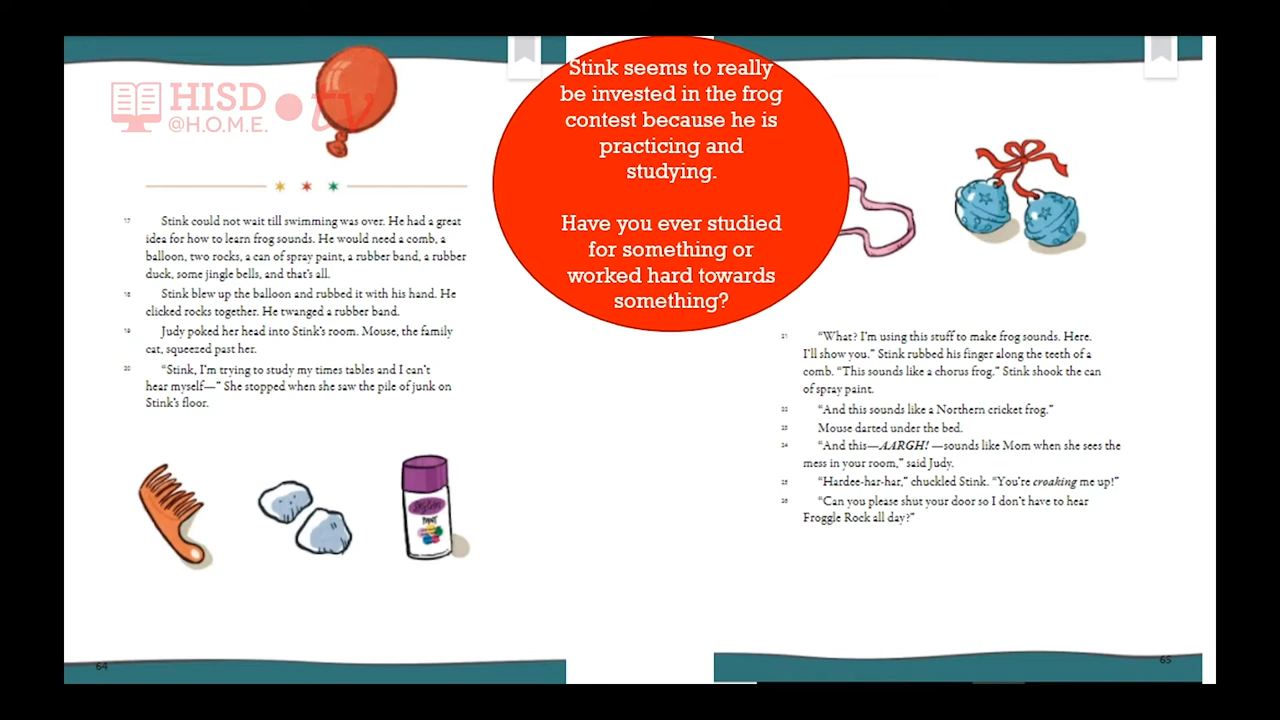 HISD
@H.O.M.E.
tv
17 Stink could not wait till swimming was over. He had a great
idea for how to learn frog sounds. He would need a comb, a
balloon, two rocks, a can of spray paint, a rubber band, a rubber
duck, some jingle bells, and that's all.
18 Stink blew up the balloon and rubbed it with his hand. He
clicked rocks together. He twanged a rubber band.
19 Judy poked her head into Stink's room. Mouse, the family
cat, squeezed past her.
20 "Stink, I'm trying to study my times tables and I can't
hear myself—" She stopped when she saw the pile of junk on
Stink's floor.
PAINT
64
Stink seems to really
be invested in the frog
contest because he is
practicing and
studying.
Have you ever studied
for something or
worked hard towards
something?
21 "What? I'm using this stuff to make frog sounds. Here.
I'll show you." Stink rubbed his finger along the teeth of a
comb. "This sounds like a chorus frog." Stink shook the can
of spray paint.
22 "And this sounds like a Northern cricket frog."
23 Mouse darted under the bed.
24 "And this—AARGH!—sounds like Mom when she sees the
mess in your room," said Judy.
25 "Hardee-har-har," chuckled Stink. "You're croaking me up!"
26 "Can you please shut your door so I don't have to hear
Froggle Rock all day?"
65